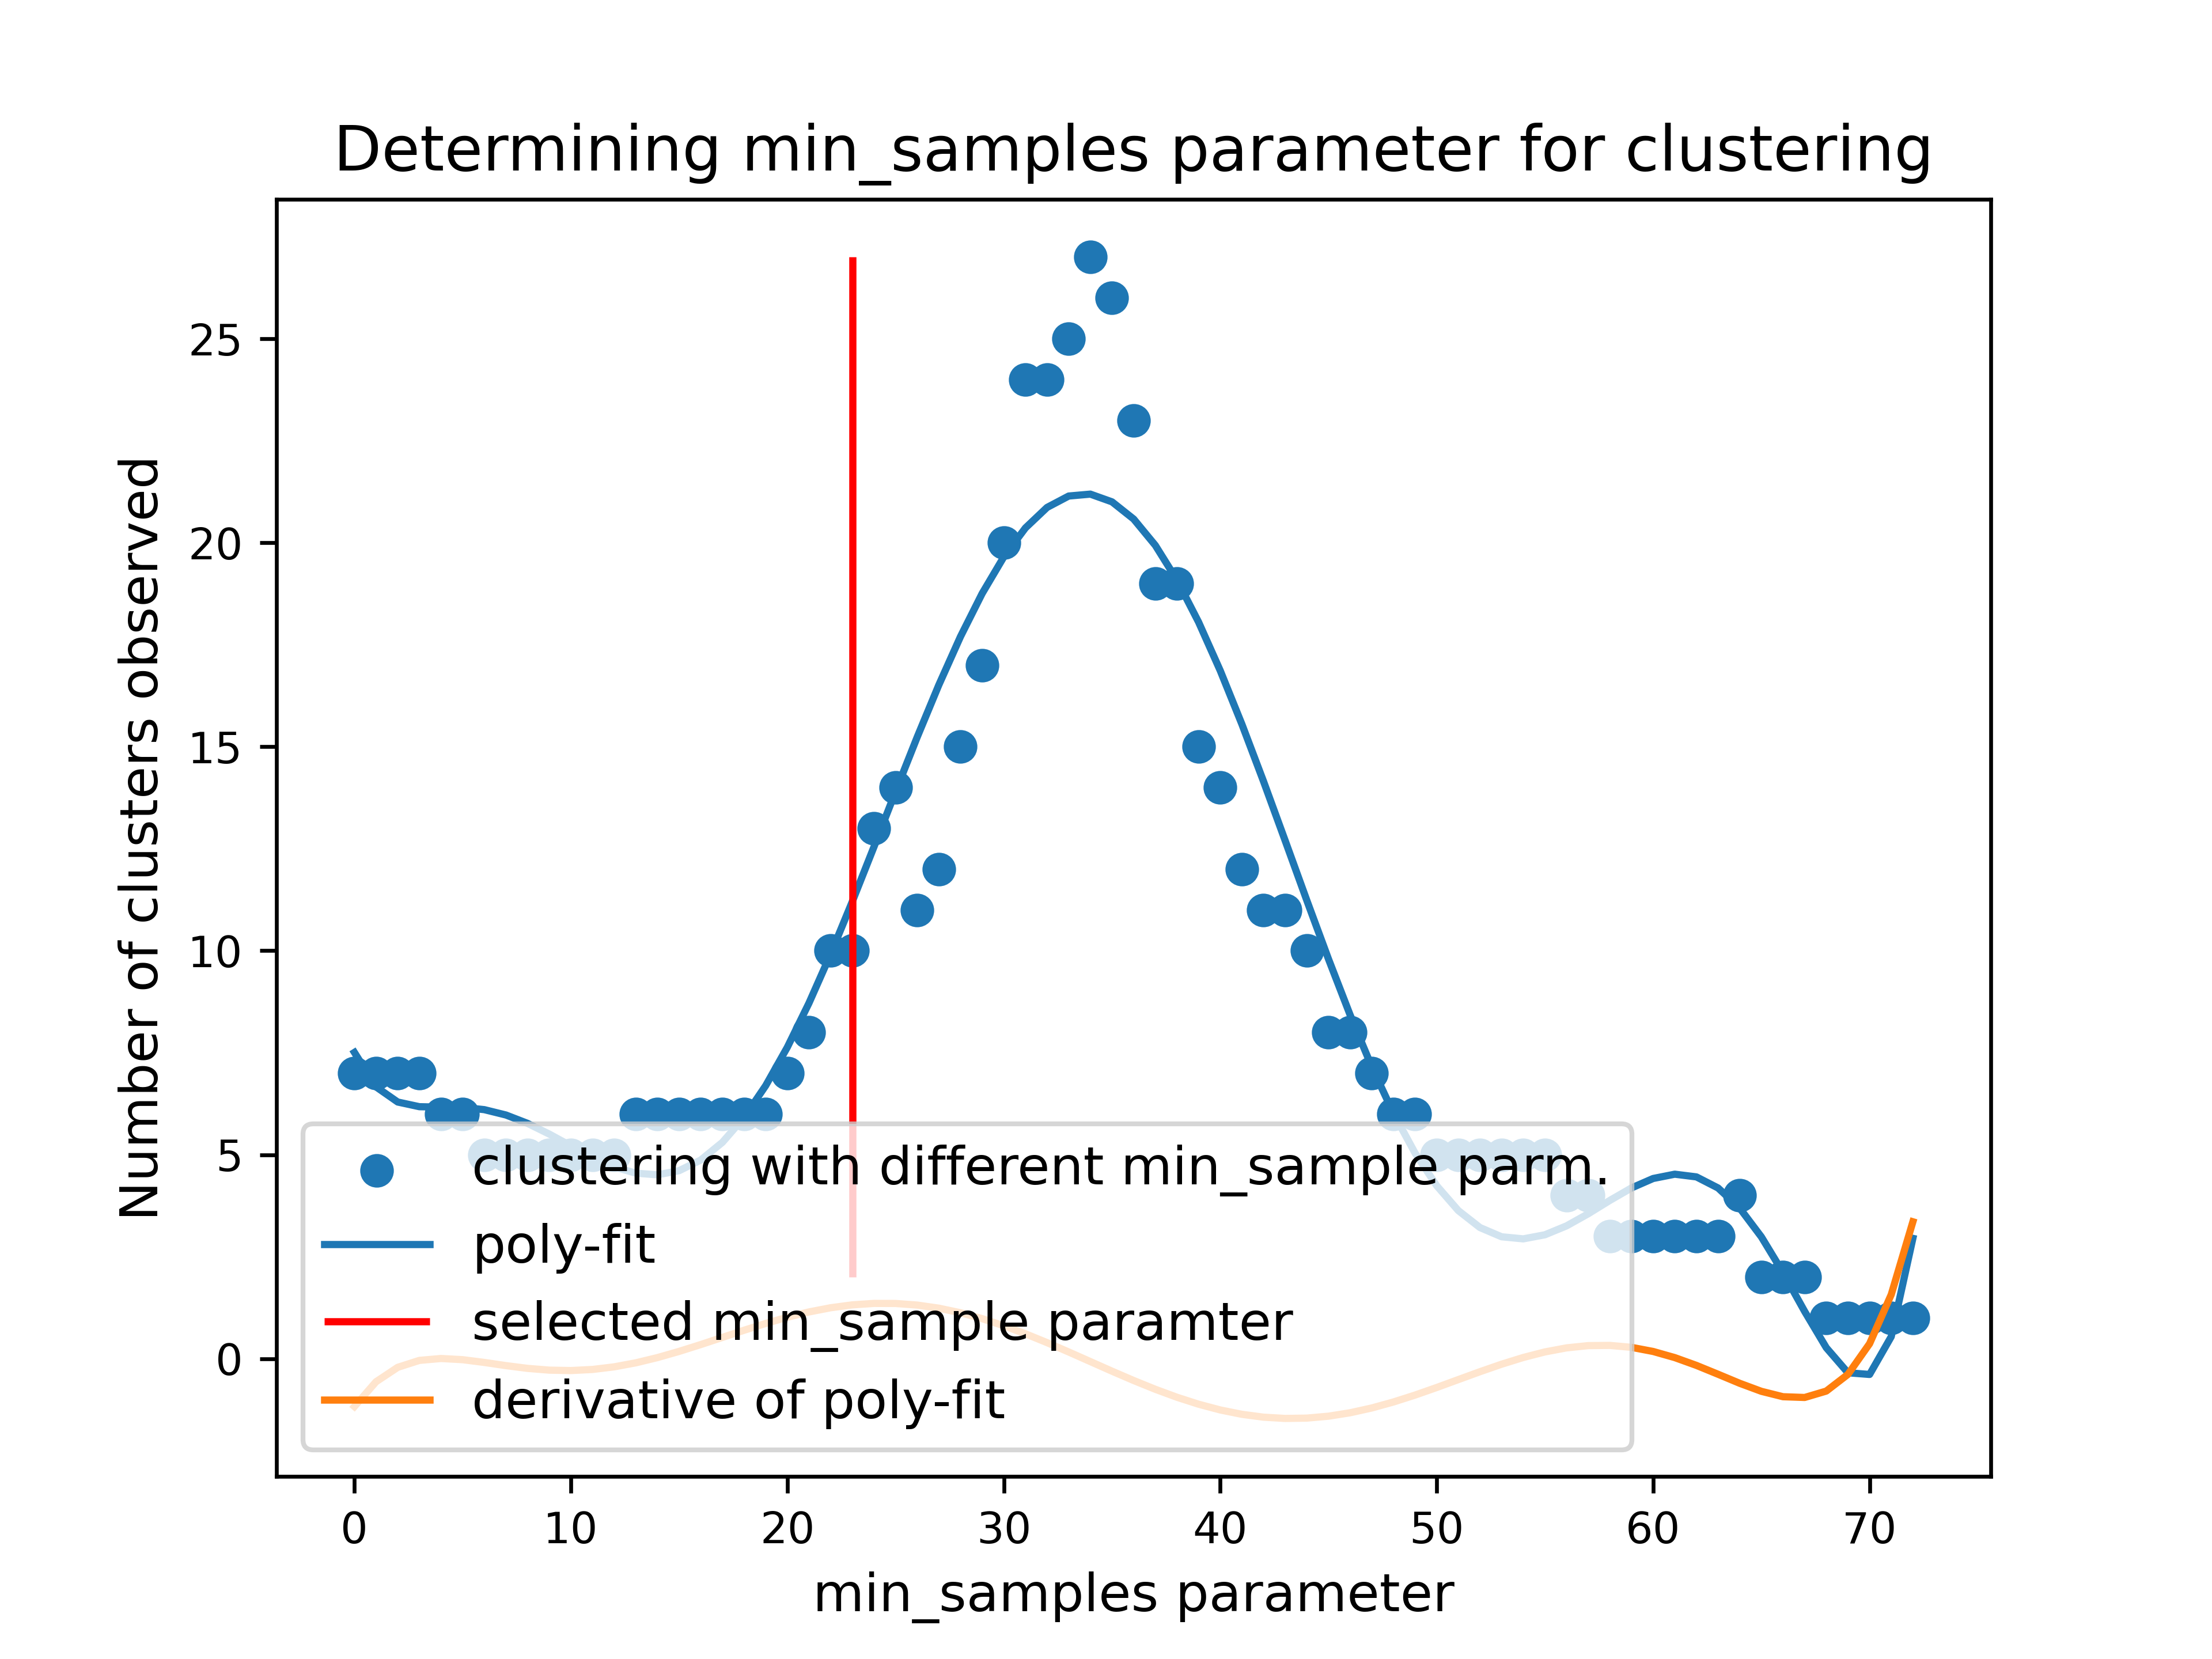 Determining min_samples parameter for clustering
Number of clusters observed
25
20
15
10
5
0
clustering with different min_sample parm.
poly-fit
selected min_sample paramter
derivative of poly-fit
0 10 20 30 40 50 60 70
min_samples parameter